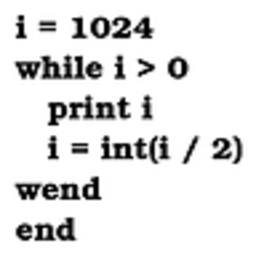 i = 1024
while i > 0
print i
i = int(i / 2)
wend
end